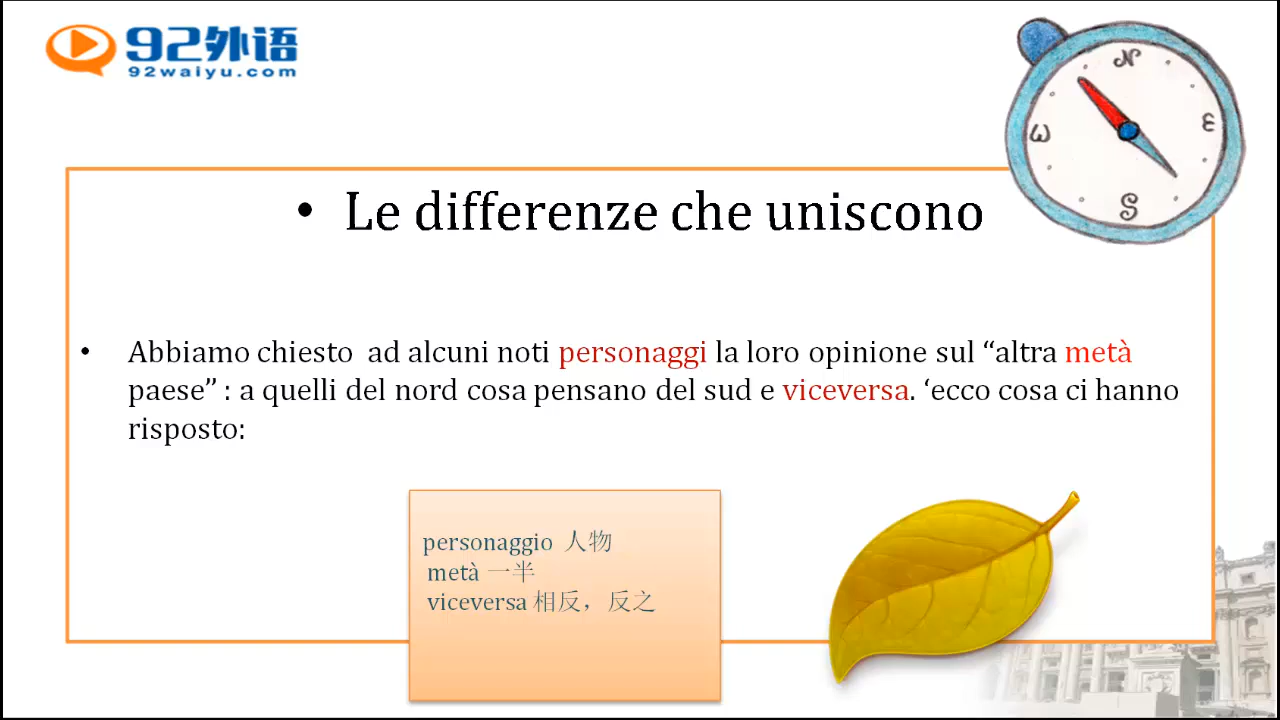 92外语
92waiyu.com
N
W
E
S
• Le differenze che uniscono
• Abbiamo chiesto  ad alcuni noti personaggi la loro opinione sul “altra metà
paese” : a quelli del nord cosa pensano del sud e viceversa. ‘ecco cosa ci hanno
risposto:
personaggio 人物
metà 一半
viceversa 相反，反之